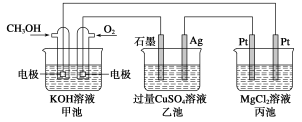 CH3OH O2 石墨 Ag Pt Pt
电极 电极
KOH溶液 过量CuSO4溶液 MgCl2溶液
甲池 乙池 丙池